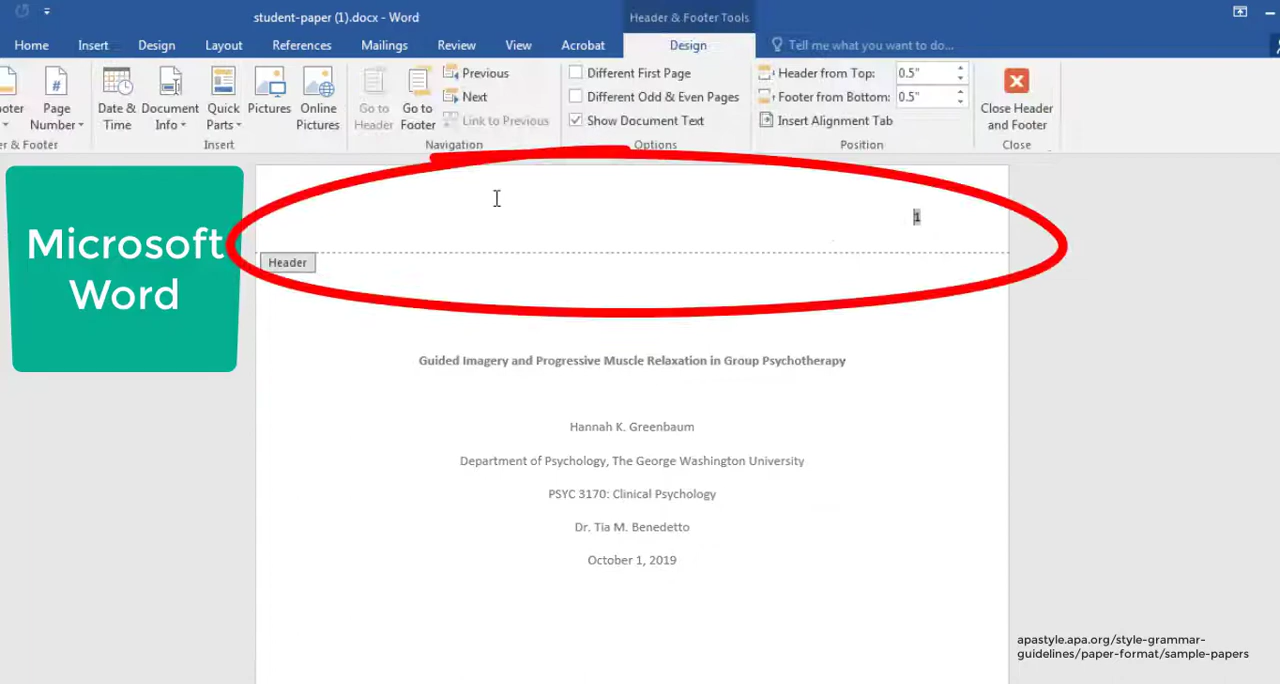 student-paper (1).docx - Word
Header & Footer Tools
Home Insert Design Layout References Mailings Review View Acrobat Design Tell me what you want to do...
Page Number
Date & Time
Document Info
Quick Parts
Pictures
Online Pictures
Go to Header
Go to Footer
Previous
Next
Link to Previous
Different First Page
Different Odd & Even Pages
Show Document Text
Header from Top: 0.5"
Footer from Bottom: 0.5"
Insert Alignment Tab
Close Header and Footer
Insert
Navigation
Options
Position
Close
Microsoft
Word
1
Header
Guided Imagery and Progressive Muscle Relaxation in Group Psychotherapy
Hannah K. Greenbaum
Department of Psychology, The George Washington University
PSYC 3170: Clinical Psychology
Dr. Tia M. Benedetto
October 1, 2019
apastyle.apa.org/style-grammar-
guidelines/paper-format/sample-papers